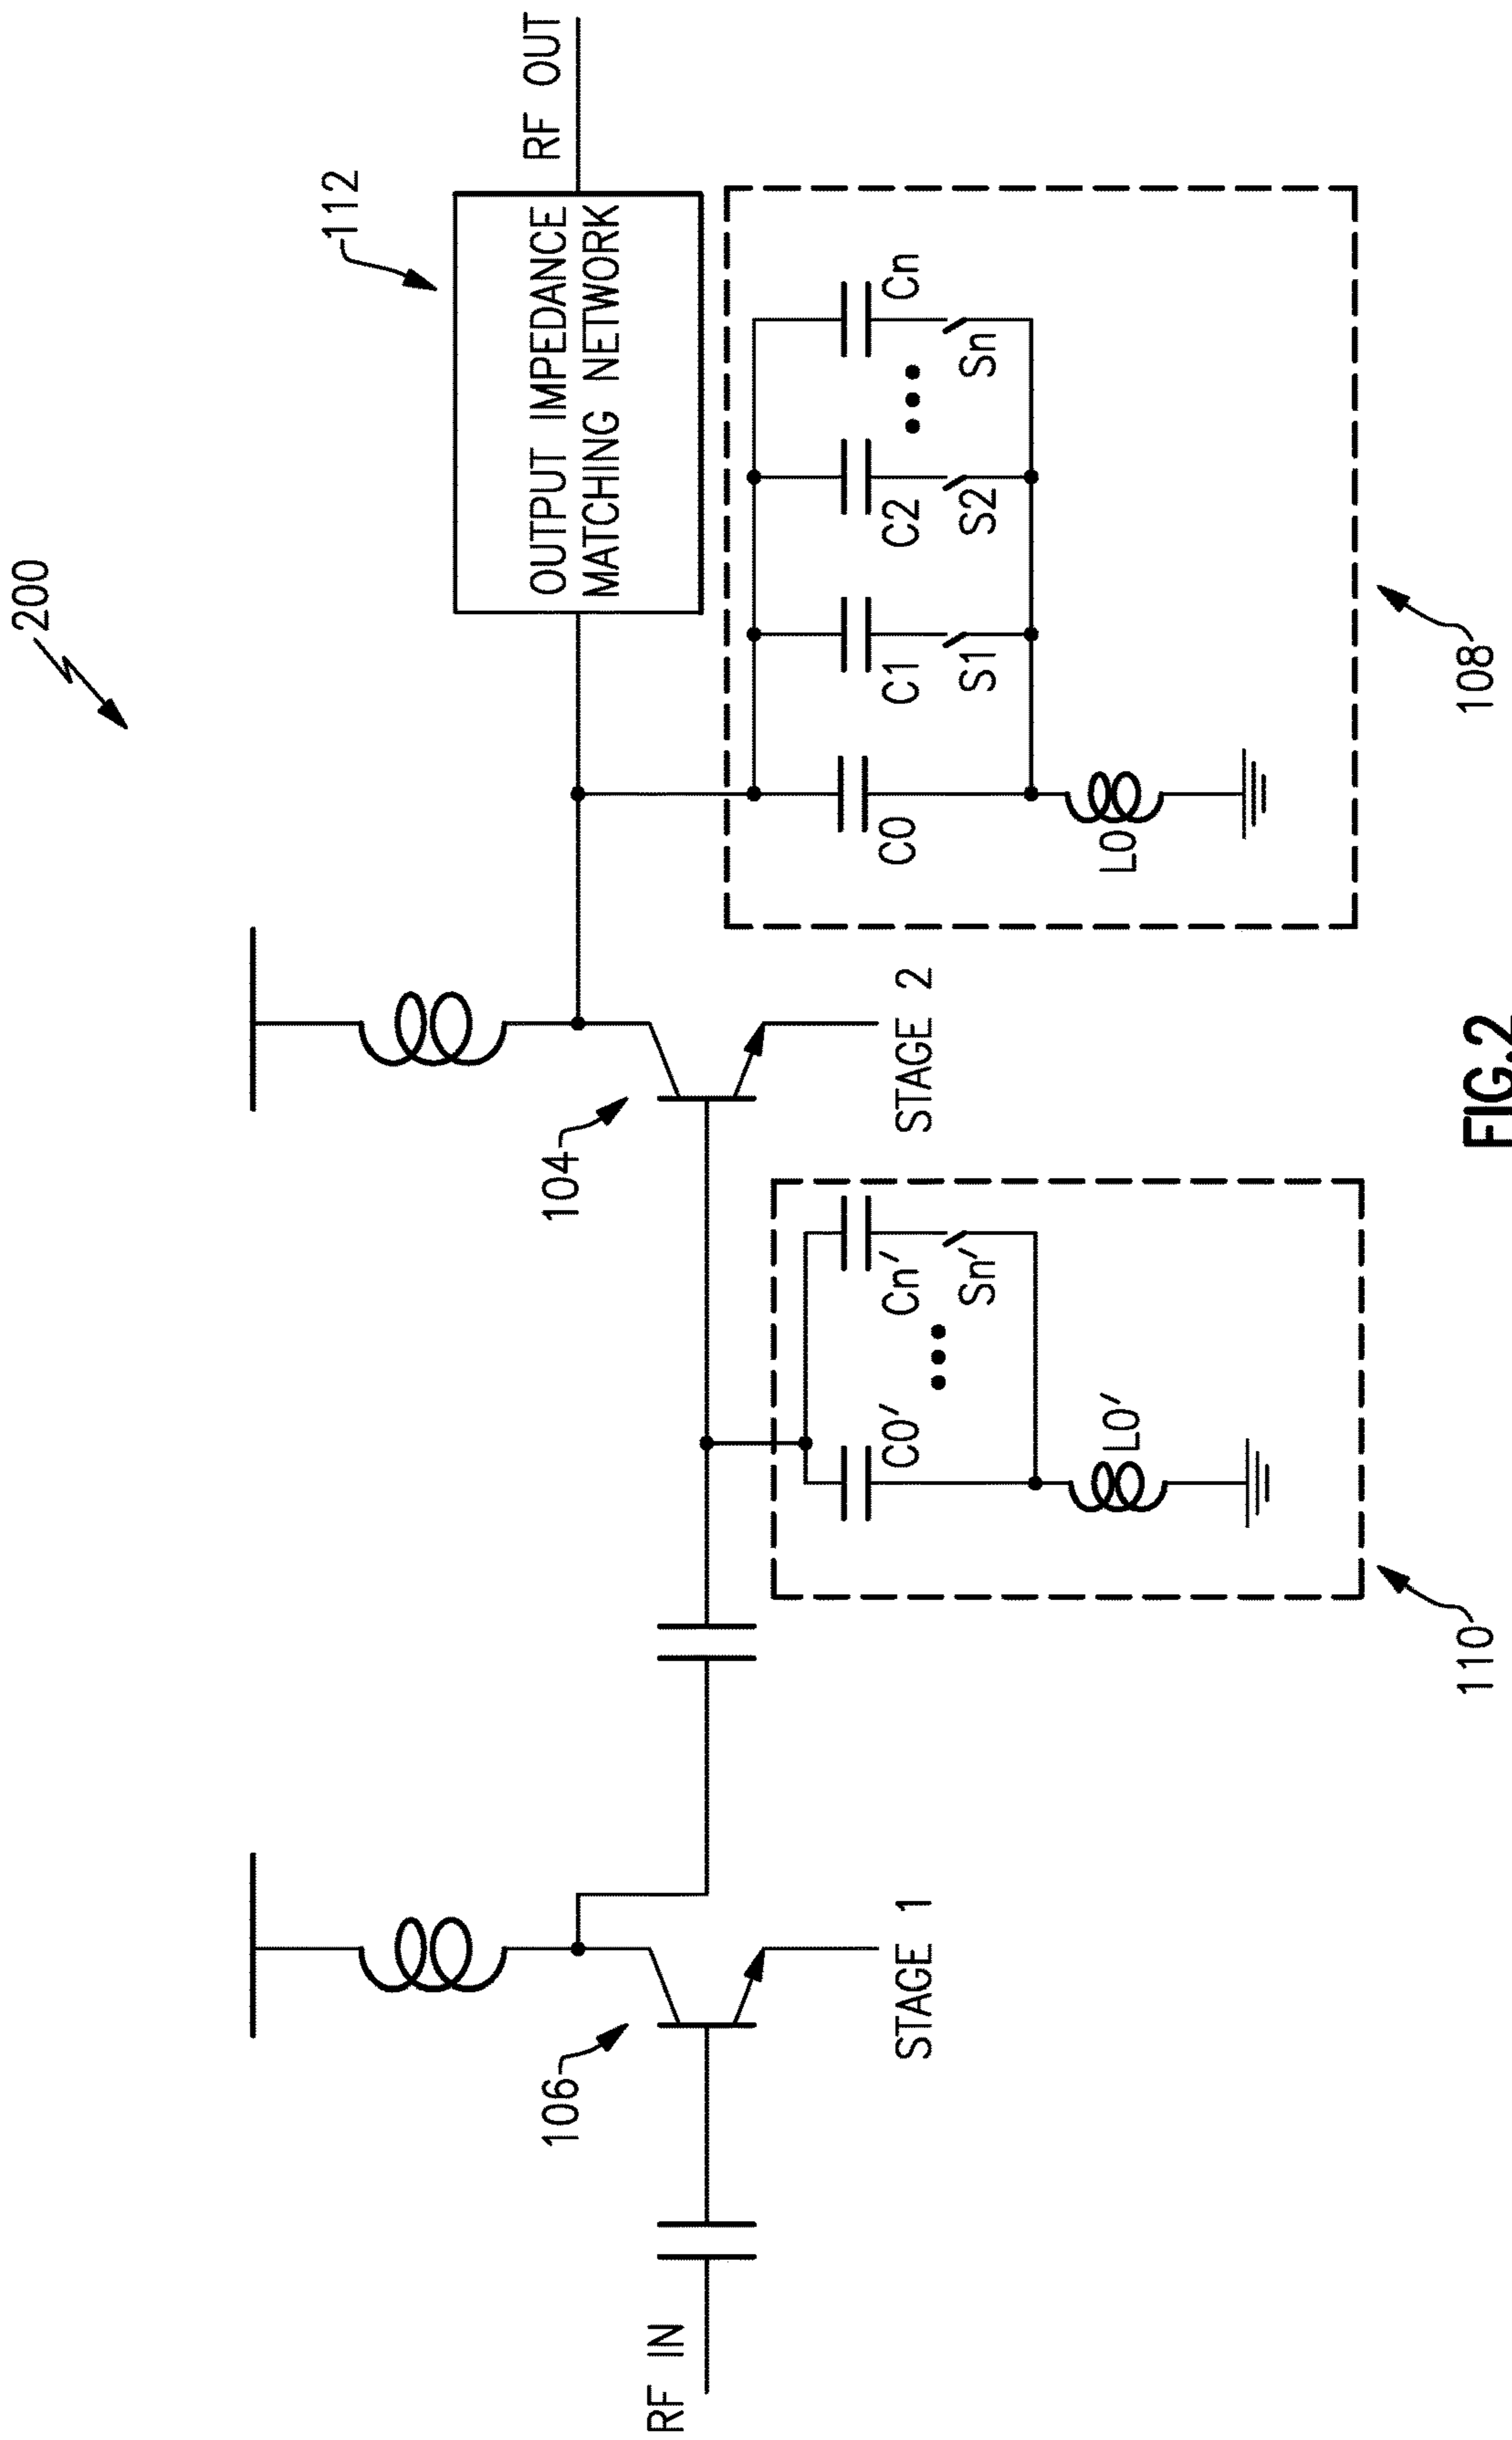 200
112
RF OUT
OUTPUT IMPEDANCE
MATCHING NETWORK
104
106
RF IN
STAGE 1
STAGE 2
C0'
Cn'
Sn'
L0'
110
C0
C1
C2
Cn
S1
S2
Sn
L0
108
FIG.2